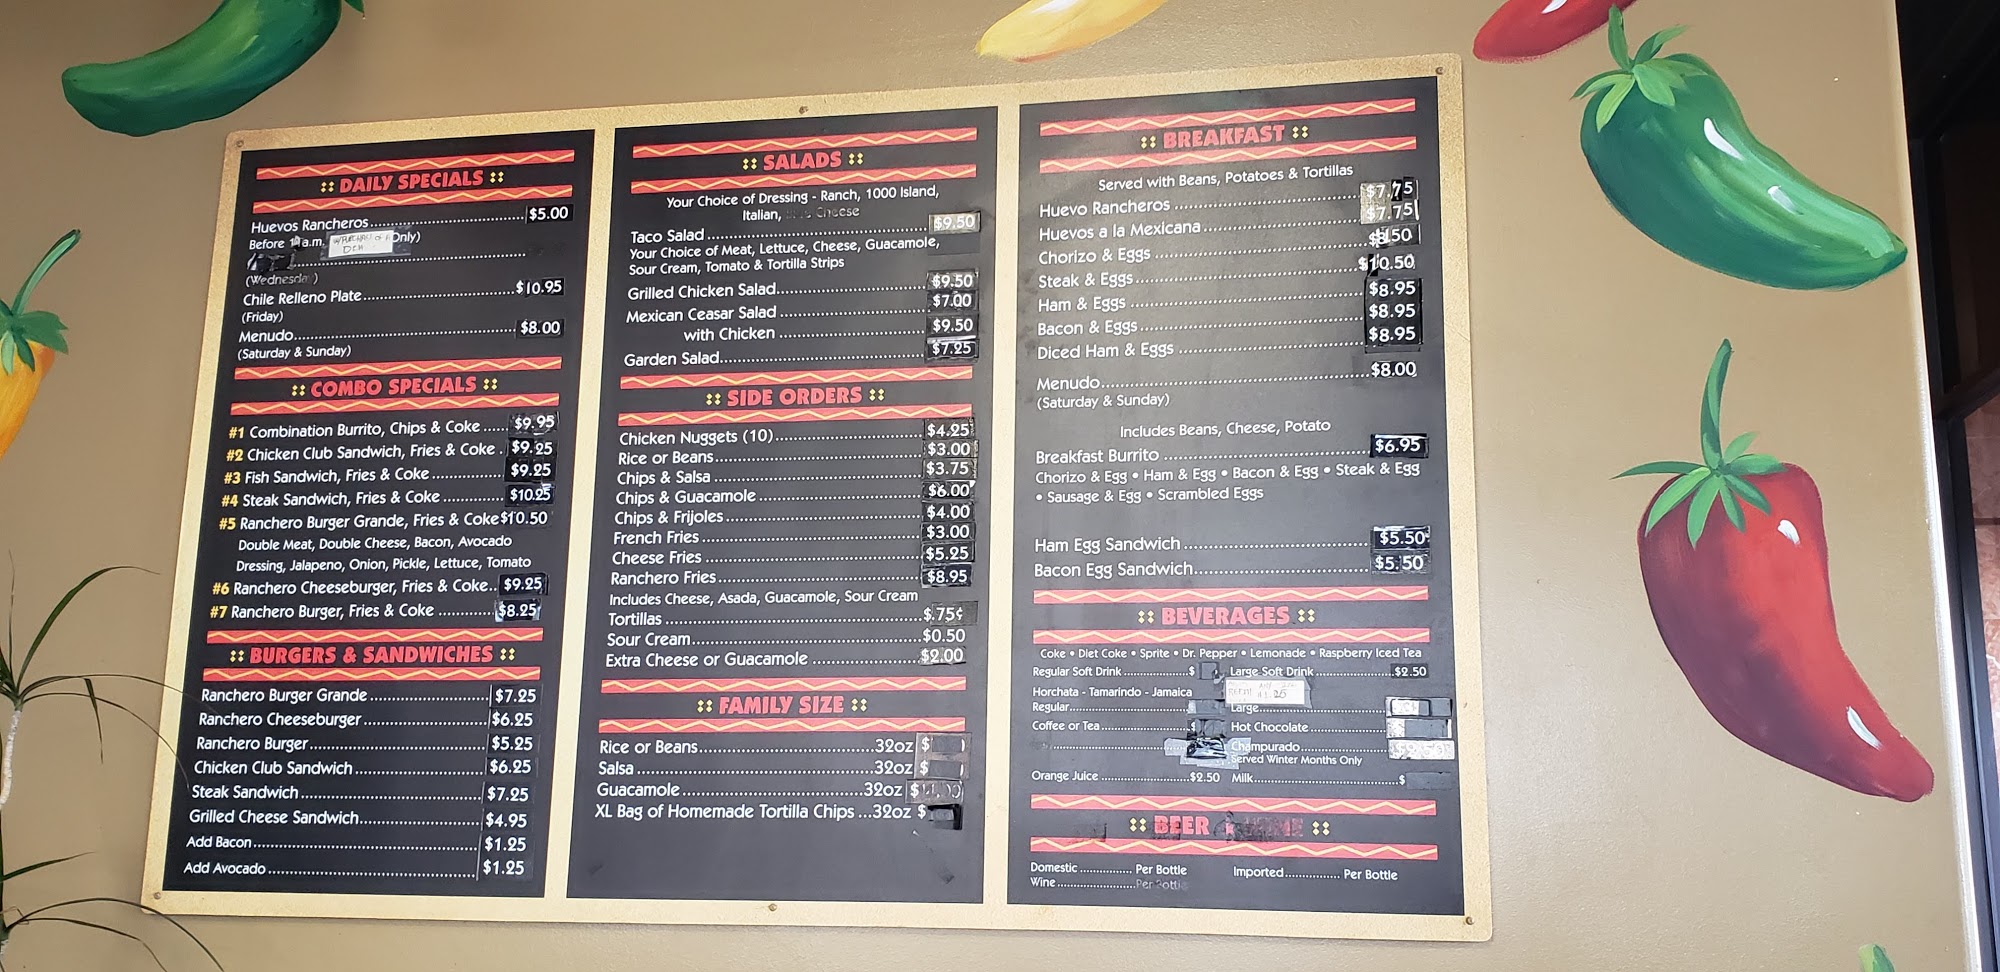 DAILY SPECIALS
Huevos Rancheros $5.00
Before a.m. Only)
(Wednesda )
Chile Relleno Plate $10.95
(Friday)
Menudo $8.00
(Saturday & Sunday)
COMBO SPECIALS
#1 Combination Burrito, Chips & Coke $9.95
#2 Chicken Club Sandwich, Fries & Coke $9.25
#3 Fish Sandwich, Fries & Coke $9.25
#4 Steak Sandwich, Fries & Coke $10.25
#5 Ranchero Burger Grande, Fries & Coke $10.50
Double Meat, Double Cheese, Bacon, Avocado
Dressing, Jalapeno, Onion, Pickle, Lettuce, Tomato
#6 Ranchero Cheeseburger, Fries & Coke $9.25
#7 Ranchero Burger, Fries & Coke $8.25
BURGERS & SANDWICHES
Ranchero Burger Grande $7.25
Ranchero Cheeseburger $6.25
Ranchero Burger $5.25
Chicken Club Sandwich $6.25
Steak Sandwich $7.25
Grilled Cheese Sandwich $4.95
Add Bacon $1.25
Add Avocado $1.25
SALADS
Your Choice of Dressing - Ranch, 1000 Island,
Italian, Cheese
Taco Salad $9.50
Your Choice of Meat, Lettuce, Cheese, Guacamole,
Sour Cream, Tomato & Tortilla Strips
Grilled Chicken Salad $9.50
Mexican Ceasar Salad $7.00
with Chicken $9.50
Garden Salad $7.25
SIDE ORDERS
Chicken Nuggets (10) $4.25
Rice or Beans $3.00
Chips & Salsa $3.75
Chips & Guacamole $6.00
Chips & Frijoles $4.00
French Fries $3.00
Cheese Fries $5.25
Ranchero Fries $8.95
Includes Cheese, Asada, Guacamole, Sour Cream
Tortillas $.75¢
Sour Cream $0.50
Extra Cheese or Guacamole $2.00
FAMILY SIZE
Rice or Beans 32oz $
Salsa 32oz $
Guacamole 32oz $
XL Bag of Homemade Tortilla Chips ...32oz $
BREAKFAST
Served with Beans, Potatoes & Tortillas
Huevo Rancheros $7.75
Huevos a la Mexicana $7.75
Chorizo & Eggs
Steak & Eggs $10.50
Ham & Eggs $8.95
Bacon & Eggs $8.95
Diced Ham & Eggs $8.95
Menudo $8.00
(Saturday & Sunday)
Includes Beans, Cheese, Potato
Breakfast Burrito $6.95
Chorizo & Egg • Ham & Egg • Bacon & Egg • Steak & Egg
• Sausage & Egg • Scrambled Eggs
Ham Egg Sandwich $5.50
Bacon Egg Sandwich $5.50
BEVERAGES
Coke • Diet Coke • Sprite • Dr. Pepper • Lemonade • Raspberry Iced Tea
Regular Soft Drink $ Large Soft Drink $2.50
Horchata - Tamarindo - Jamaica
Regular Large
Coffee or Tea Hot Chocolate
Champurado
Served Winter Months Only
Orange Juice $2.50 Milk $
BEER
Domestic Per Bottle Imported Per Bottle
Wine Per Bottle